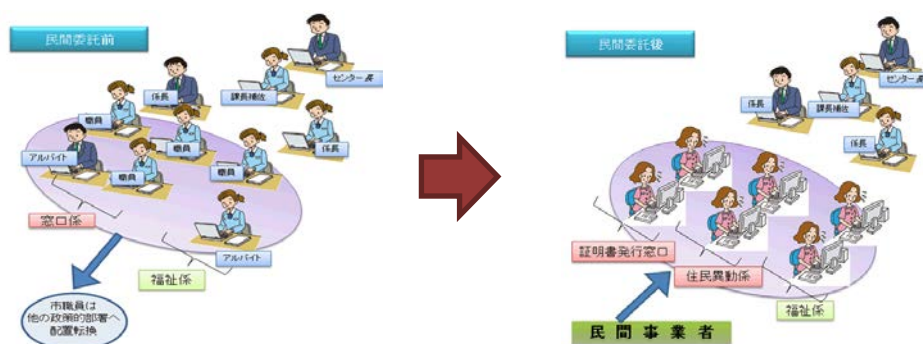 民間委託前
センター長
係長
課長補佐
職員
職員
係長
アルバイト
職員
職員
窓口係
アルバイト
福祉係
市職員は
他の政策的部署へ
配置転換
民間委託後
センター長
係長
課長補佐
係長
証明書発行窓口
住民異動係
福祉係
民間事業者